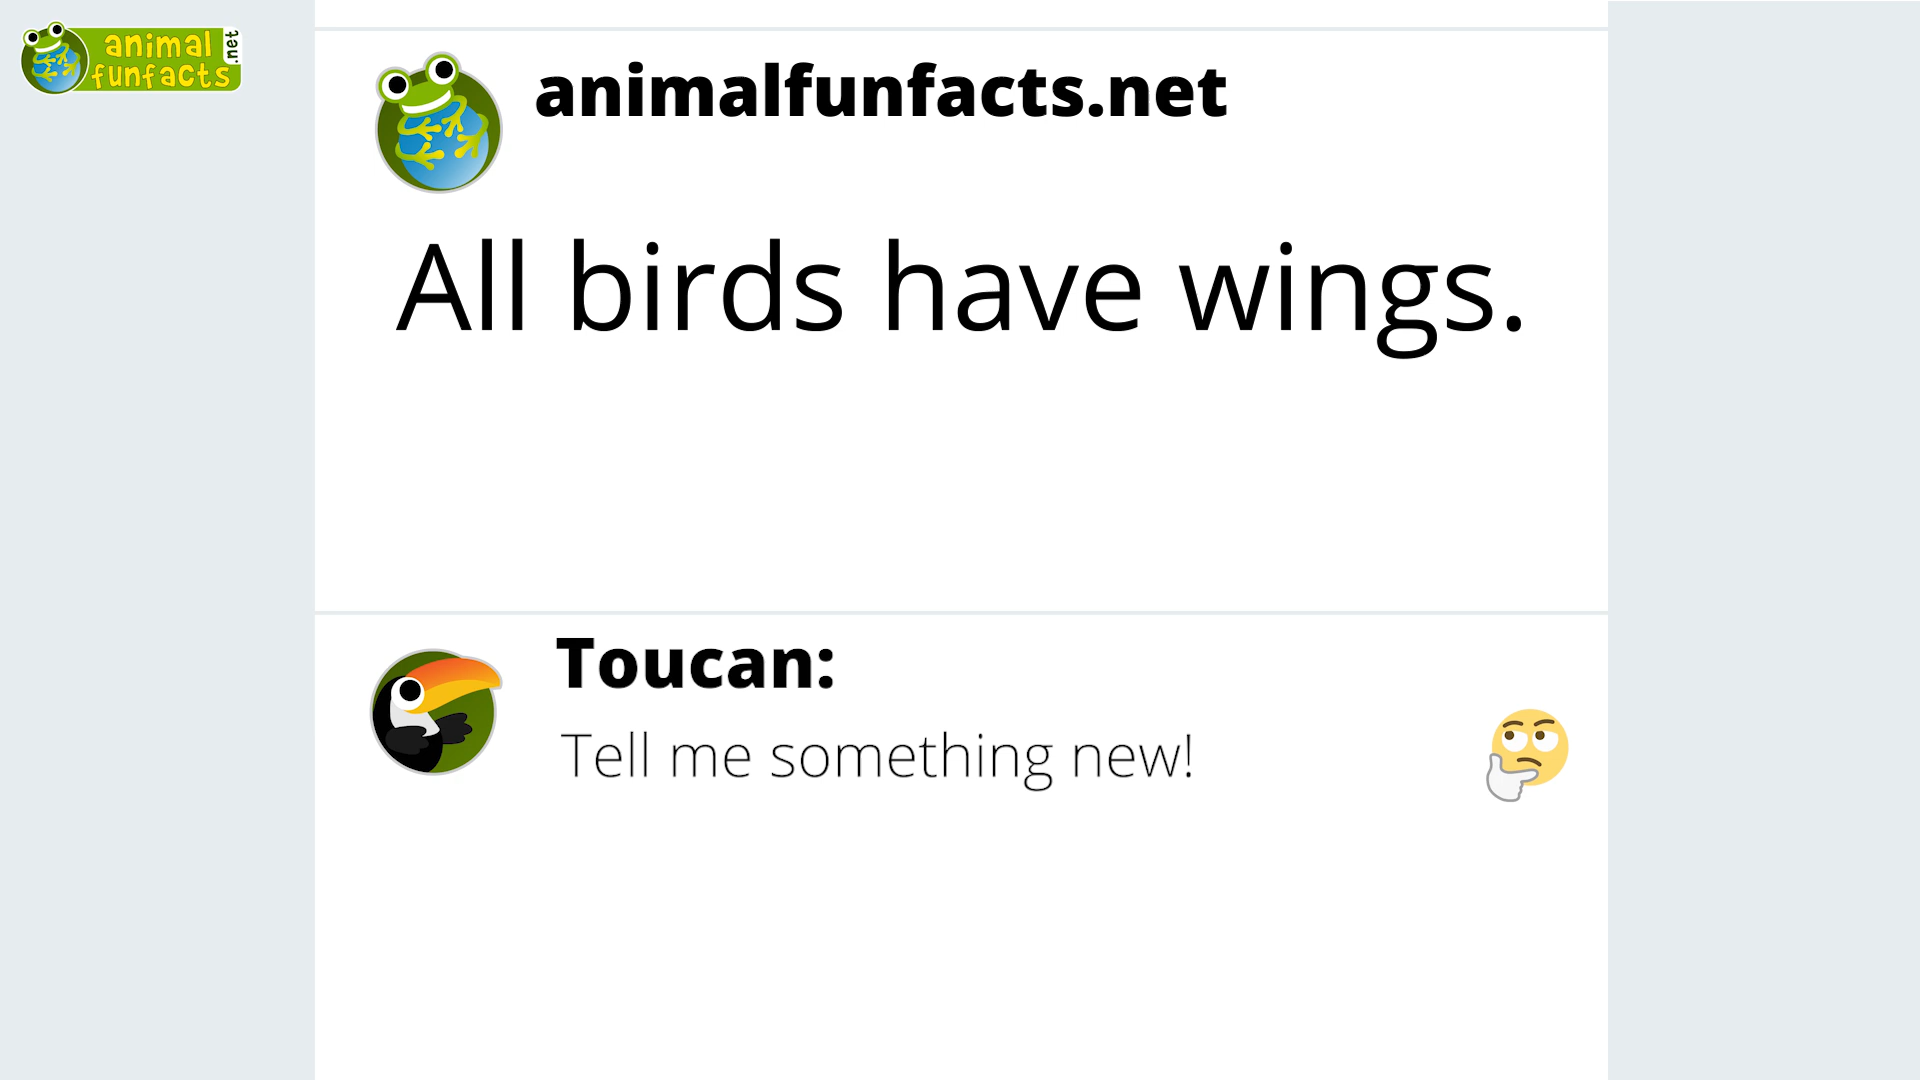 animal
funfacts
.net
animalfunfacts.net
All birds have wings.
Toucan:
Tell me something new!